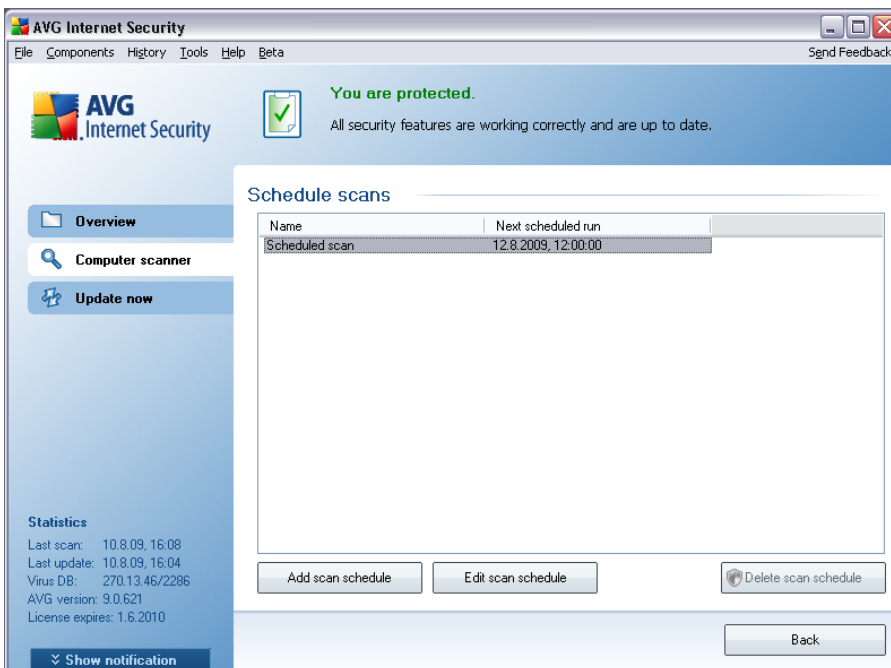 AVG Internet Security
File Components History Tools Help Beta Send Feedback
AVG
Internet Security
You are protected.
All security features are working correctly and are up to date.
Overview
Computer scanner
Update now
Schedule scans
Name Next scheduled run
Scheduled scan 12.8.2009, 12:00:00
Statistics
Last scan: 10.8.09, 16:08
Last update: 10.8.09, 16:04
Virus DB: 270.13.46/2286
AVG version: 9.0.621
License expires: 1.6.2010
Show notification
Add scan schedule Edit scan schedule Delete scan schedule
Back